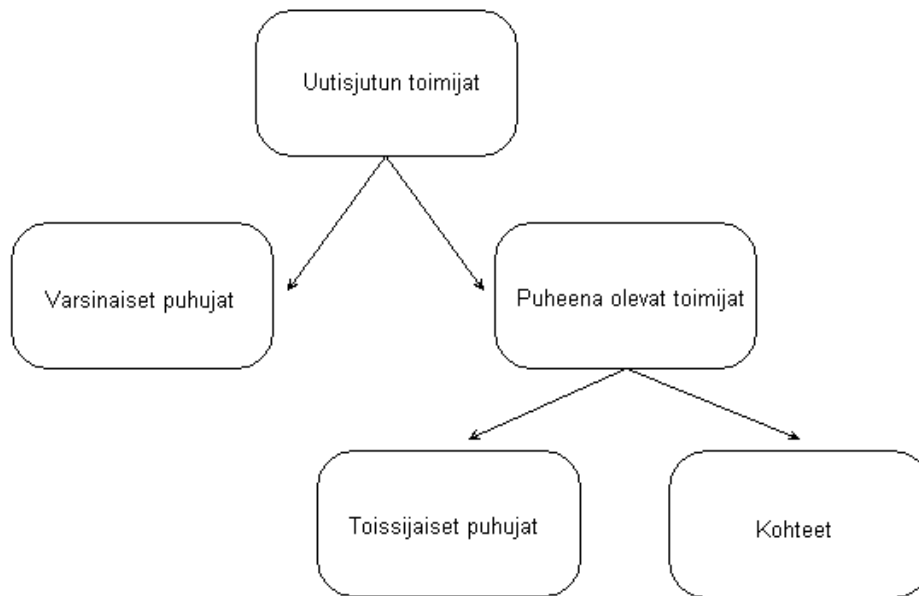 Uutisjutun toimijat
Varsinaiset puhujat
Puheena olevat toimijat
Toissijaiset puhujat
Kohteet